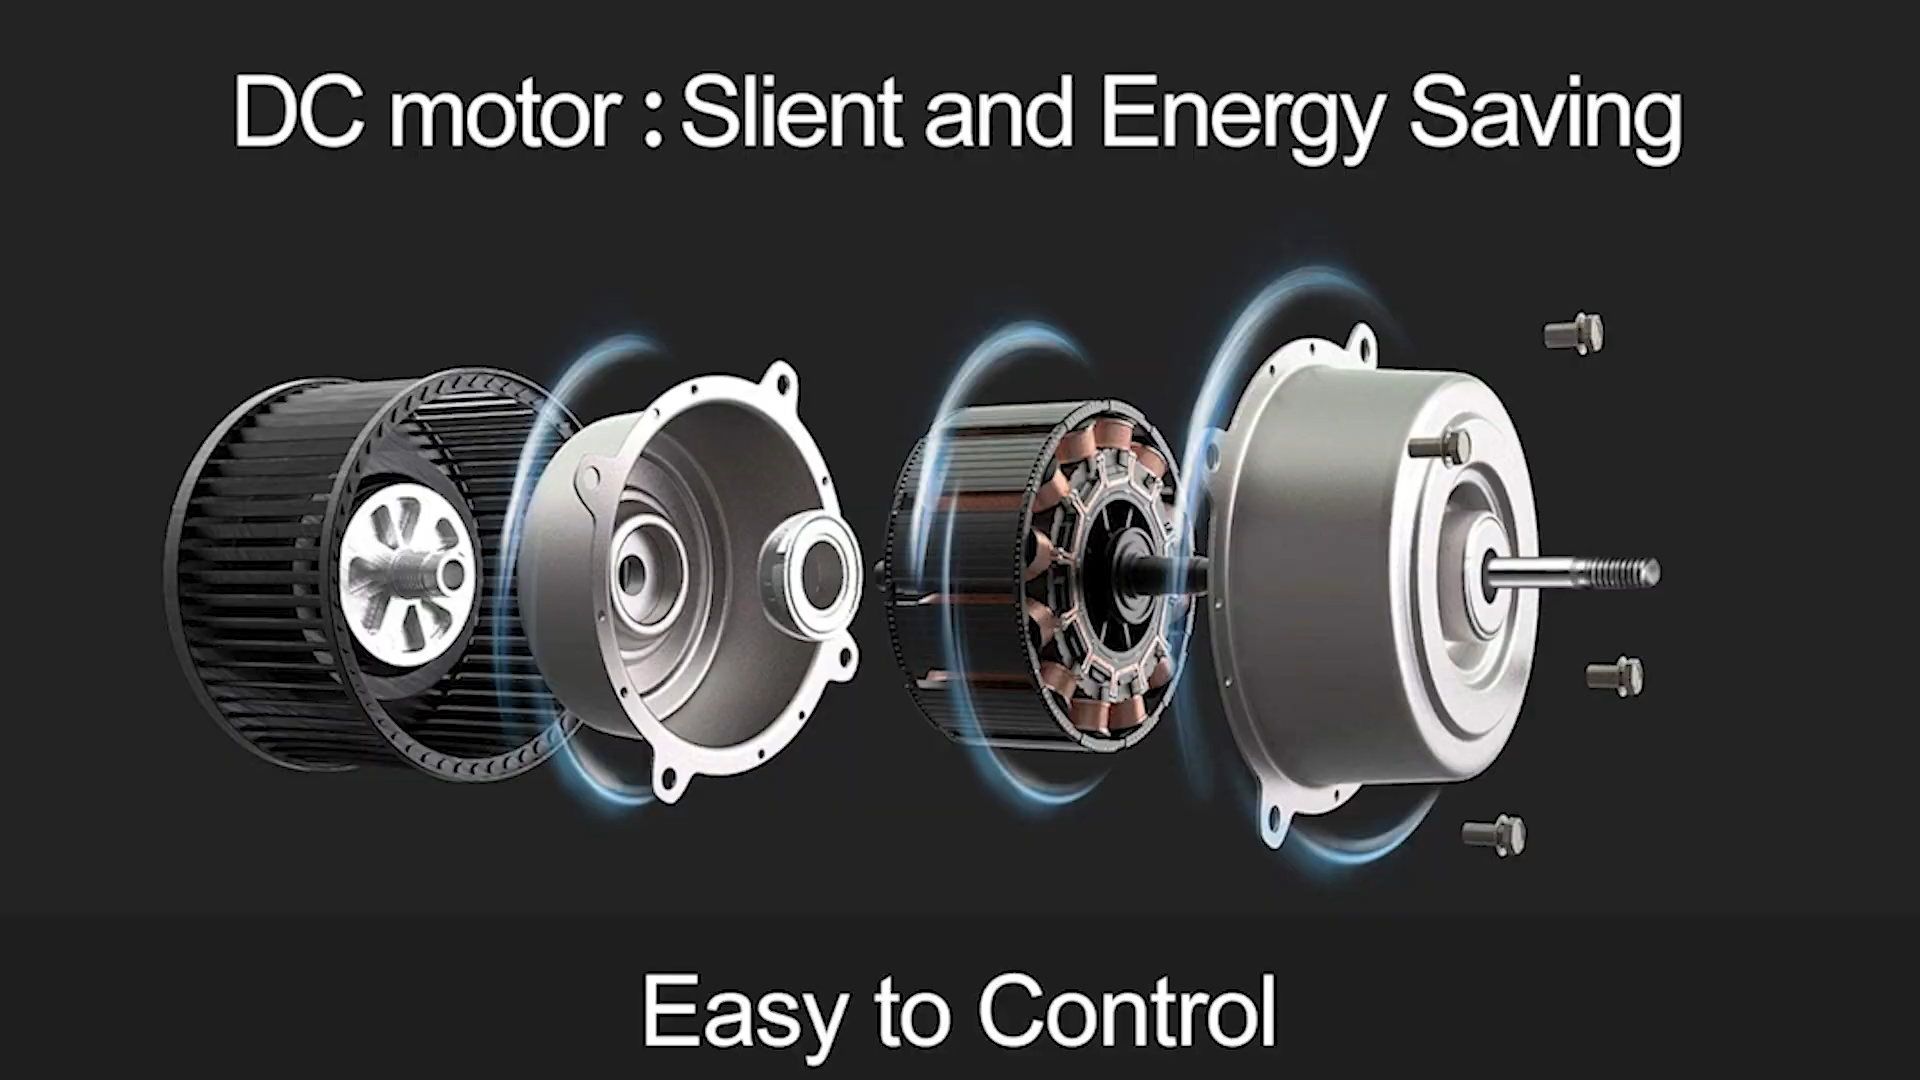 DC motor : Slient and Energy Saving
Easy to Control